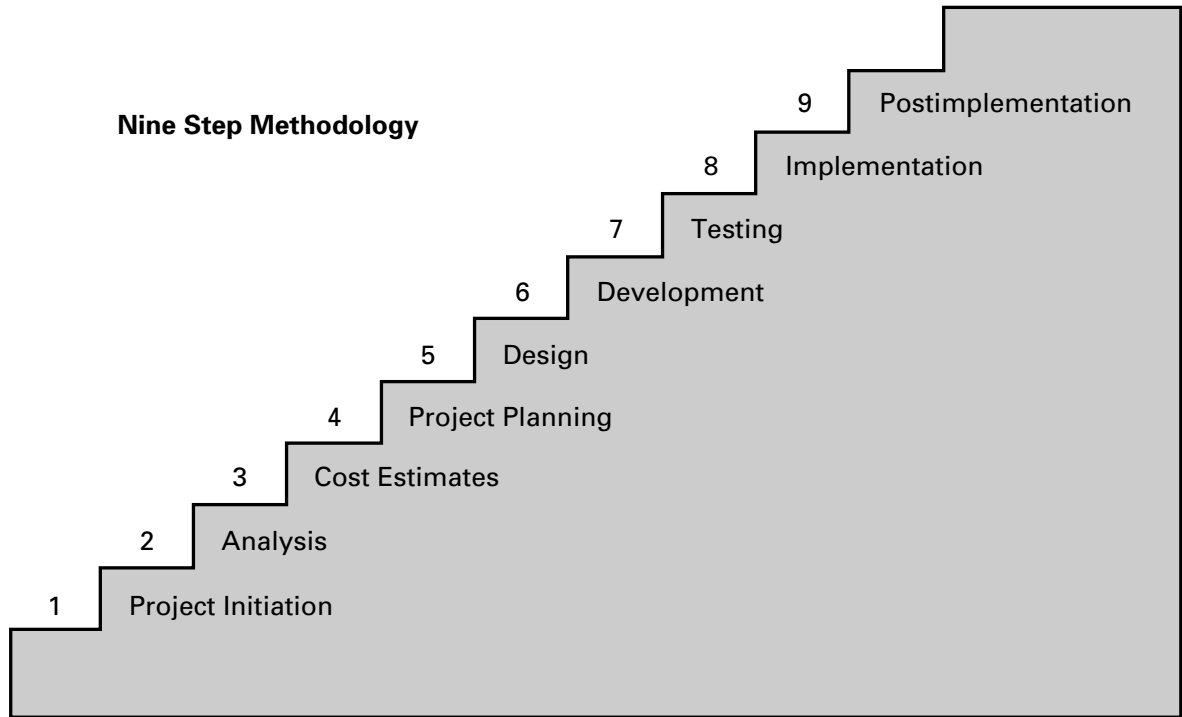 Nine Step Methodology
9 Postimplementation
8 Implementation
7 Testing
6 Development
5 Design
4 Project Planning
3 Cost Estimates
2 Analysis
1 Project Initiation